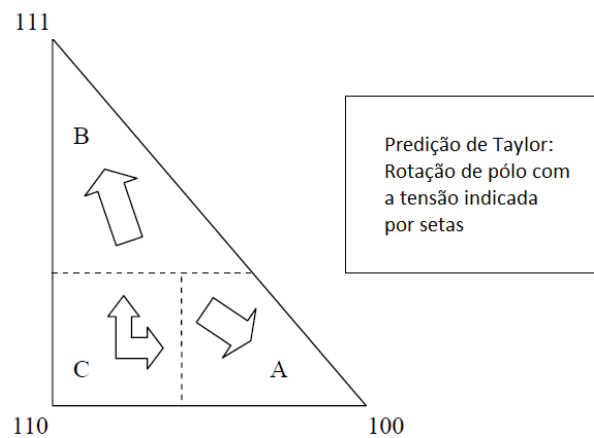 111
B
Predição de Taylor:
Rotação de pólo com
a tensão indicada
por setas
C
A
110
100